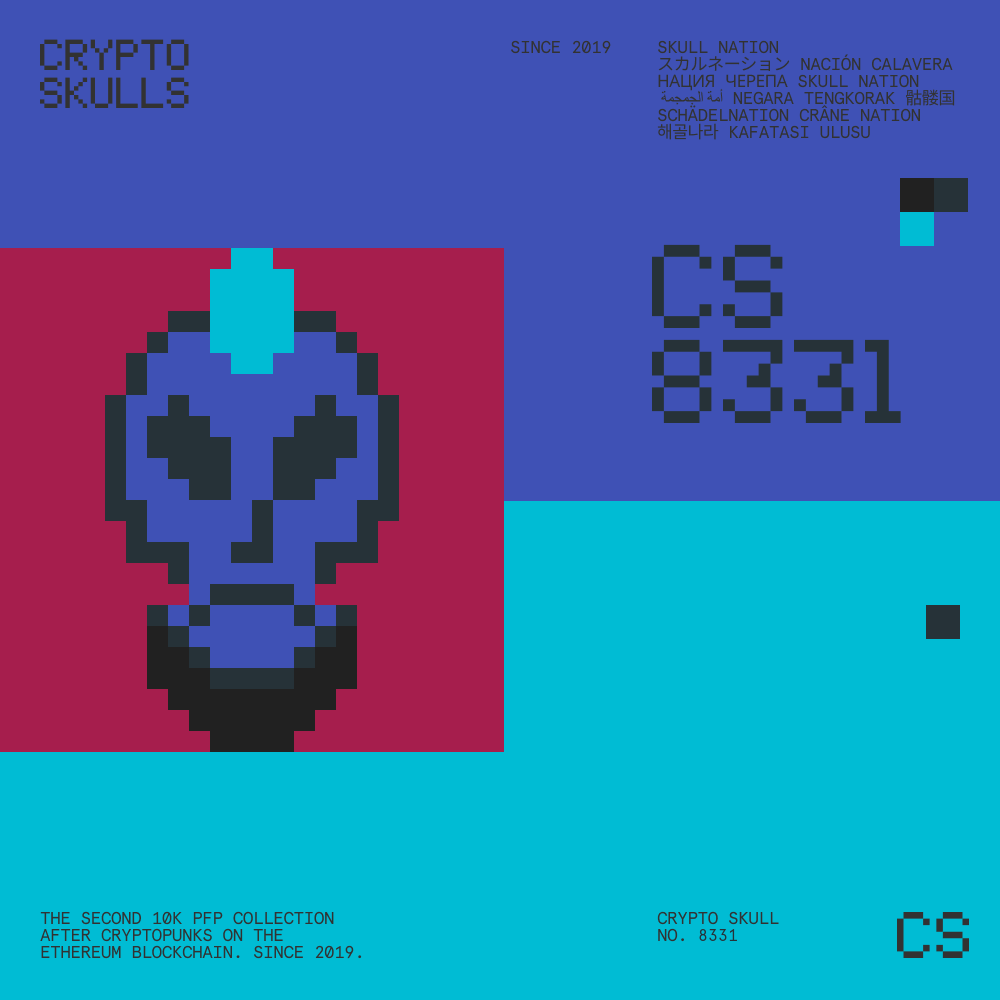 CRYPTO
SKULLS
SINCE 2019
SKULL NATION
スカルネーション NACIÓN CALAVERA
НАЦИЯ ЧЕРЕПА SKULL NATION
أمة الجمجمة NEGARA TENGKORAK 骷髅国
SCHÄDELNATION CRÂNE NATION
해골나라 KAFATASI ULUSU
CS
8331
THE SECOND 10K PFP COLLECTION
AFTER CRYPTOPUNKS ON THE
ETHEREUM BLOCKCHAIN. SINCE 2019.
CRYPTO SKULL
NO. 8331
CS